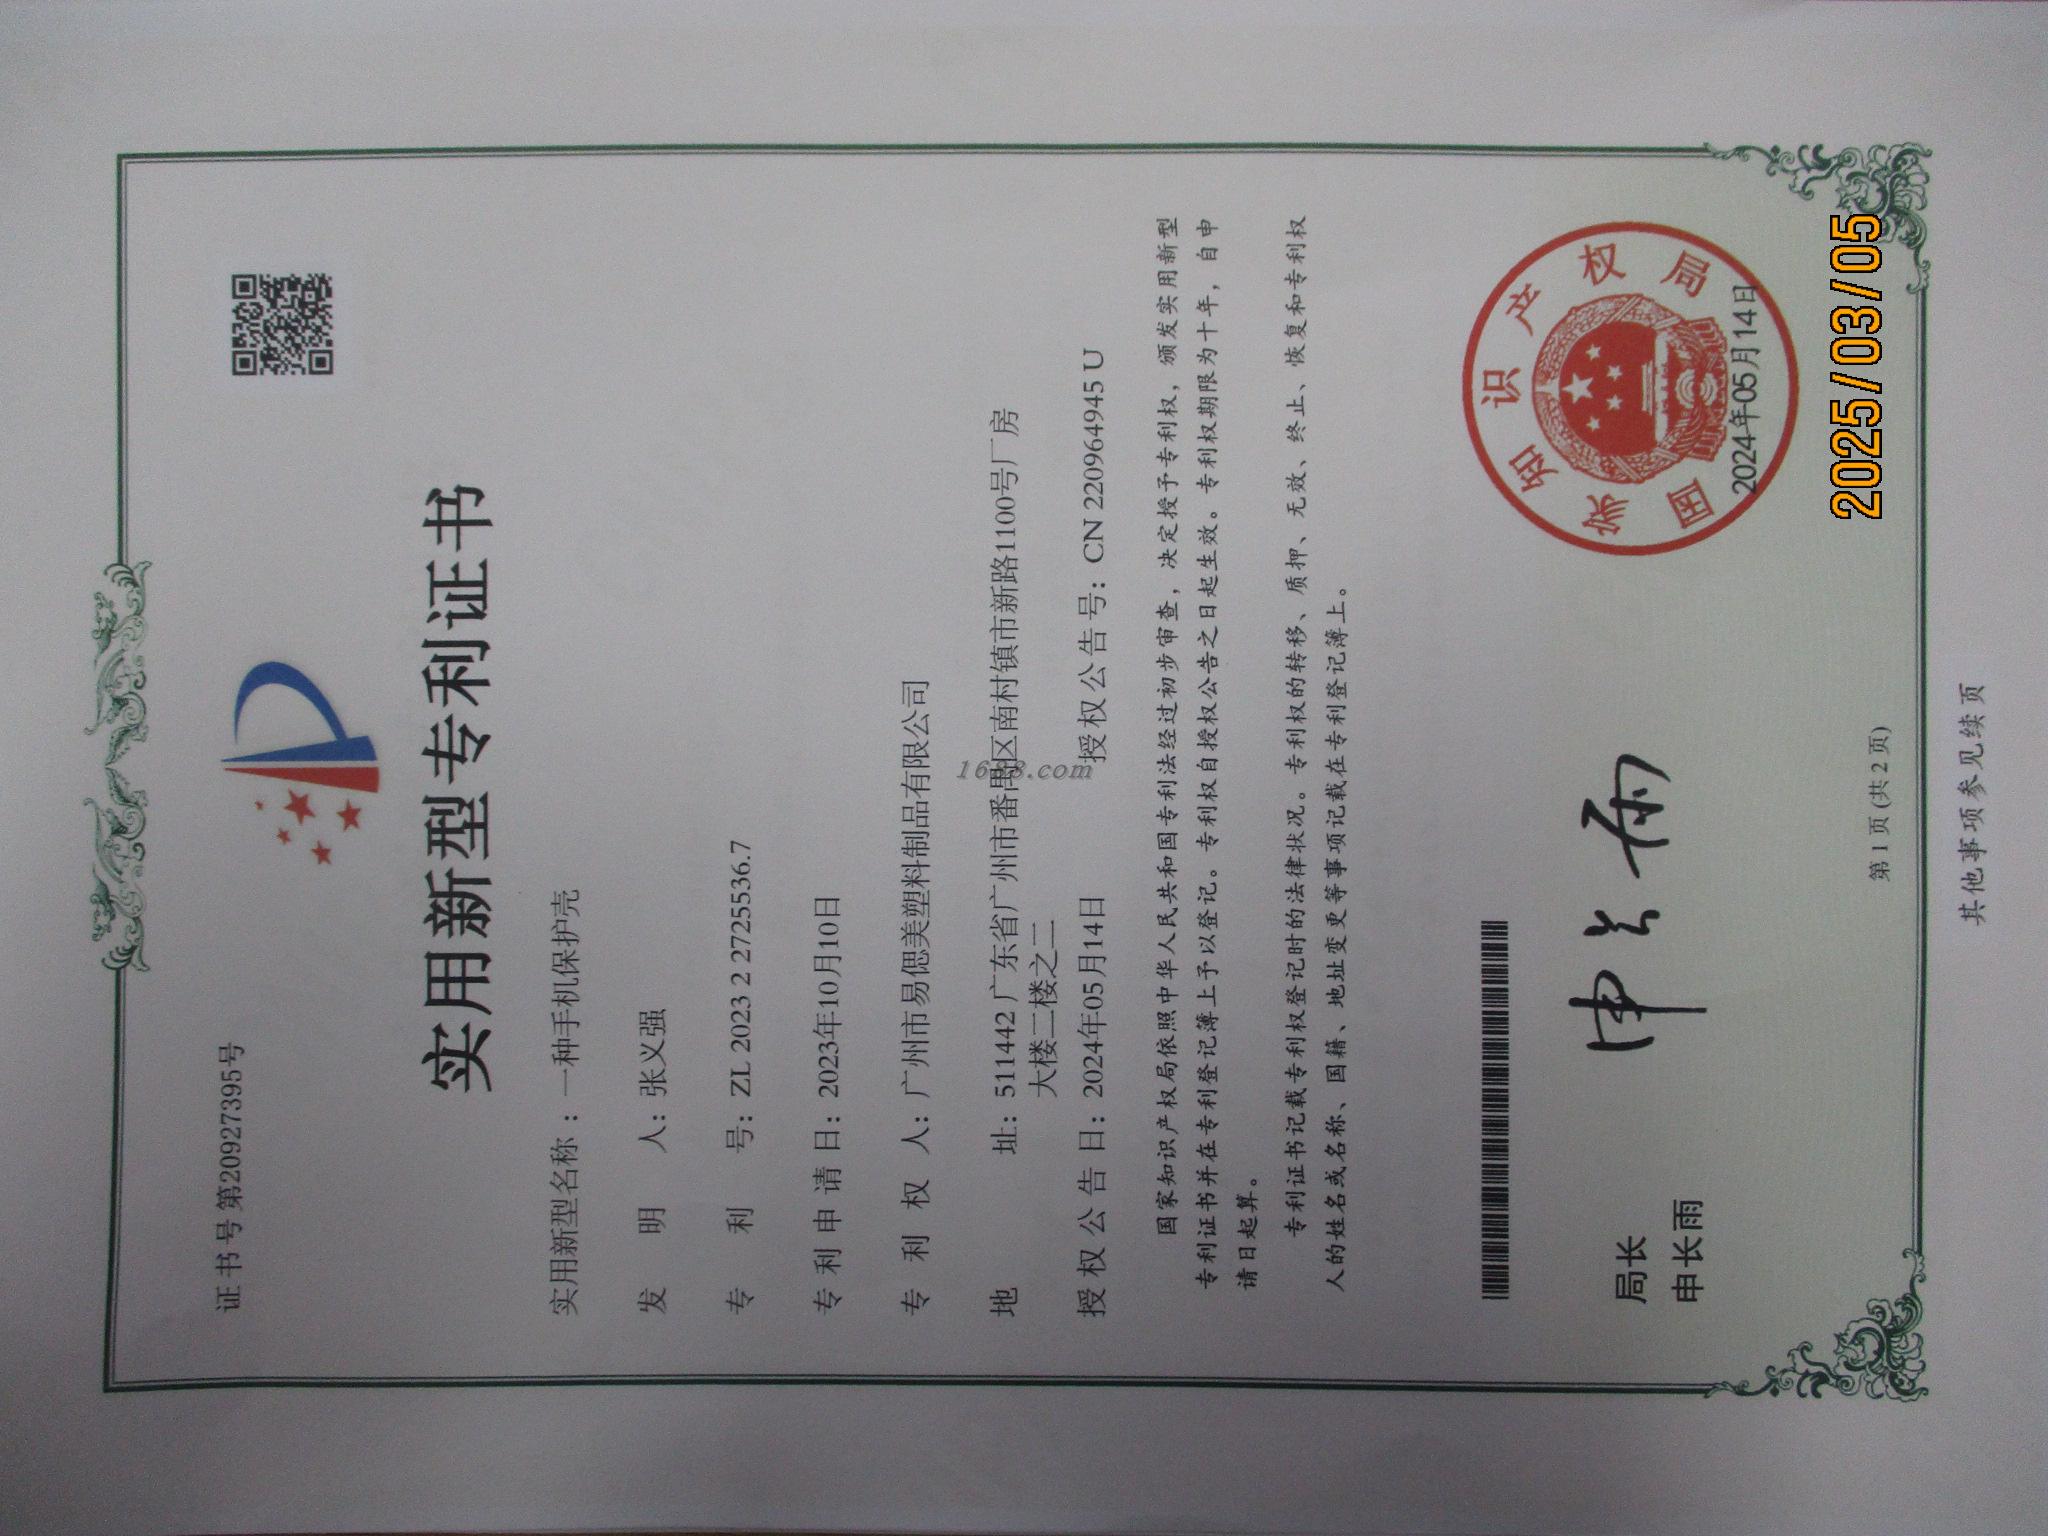 证书号第20927395号
实用新型专利证书
实用新型名称：一种手机保护壳
发明人：张义强
专利号：ZL 2023 2 2725536.7
专利申请日：2023年10月10日
专利权人：广州市易偲美塑料制品有限公司
地址：511442 广东省广州市番禺区南村镇市新路1100号厂房
大楼二楼之二
授权公告日：2024年05月14日 授权公告号：CN 220964945 U
国家知识产权局依照中华人民共和国专利法经过初步审查，决定授予专利权，颁发实用新型
专利证书并在专利登记簿上予以登记。专利权自授权公告之日起生效。专利权期限为十年，自申
请日起算。
专利证书记载专利权登记时的法律状况。专利权的转移、质押、无效、终止、恢复和专利权
人的姓名或名称、国籍、地址变更等事项记载在专利登记簿上。
局长
申长雨
申长雨
国家知识产权局
2024年05月14日
第 1 页 (共 2 页)
其他事项参见续页
2025/03/05
1688.com